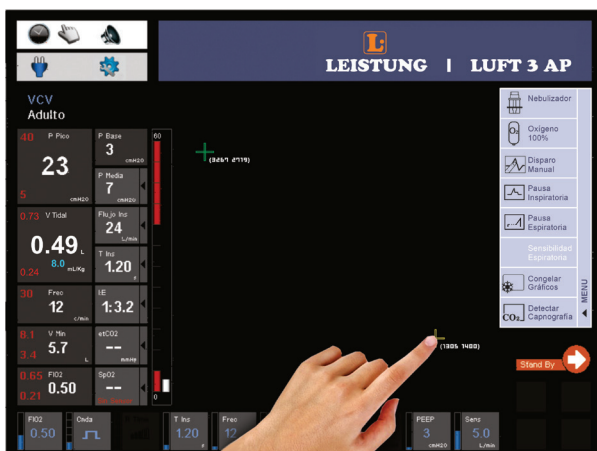 L:
LEISTUNG | LUFT 3 AP
VCV
Adulto
40 P Pico
23
5 cmH2O
P Base
3
cmH2O
P Media
7
cmH2O
0.73 V Tidal
0.49 L
8.0 mL/Kg
0.24
Flujo Ins
24
L/min
T Ins
1.20
s
30 Frec
12
c/min
I:E
1:3.2
8.1 V Min
5.7
3.4 L
etCO2
--
mmHg
0.65 FIO2
0.50
0.21
SpO2
--
60
0
Nebulizador
O₂ Oxígeno
100%
Disparo
Manual
Pausa
Inspiratoria
Pausa
Espiratoria
Sensibilidad
Espiratoria
Congelar
Gráficos
CO₂ Detectar
Capnografía
MENU
Stand By
FIO2
0.50
Onda
T Ins
1.20
s
Frec
12
PEEP
3
cmH2O
Sens
5.0
L/min